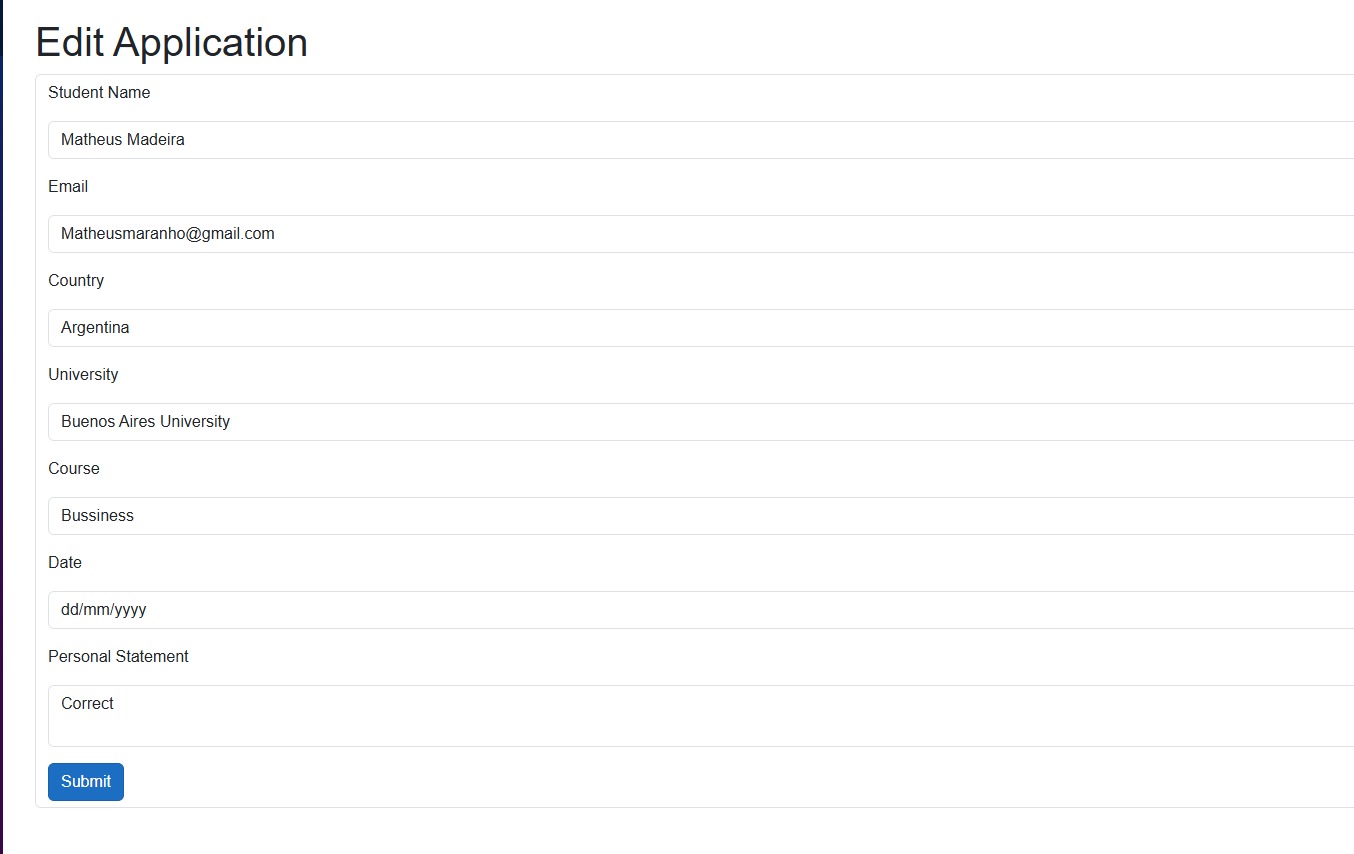 Edit Application
Student Name
Matheus Madeira
Email
Matheusmaranho@gmail.com
Country
Argentina
University
Buenos Aires University
Course
Bussiness
Date
dd/mm/yyyy
Personal Statement
Correct
Submit